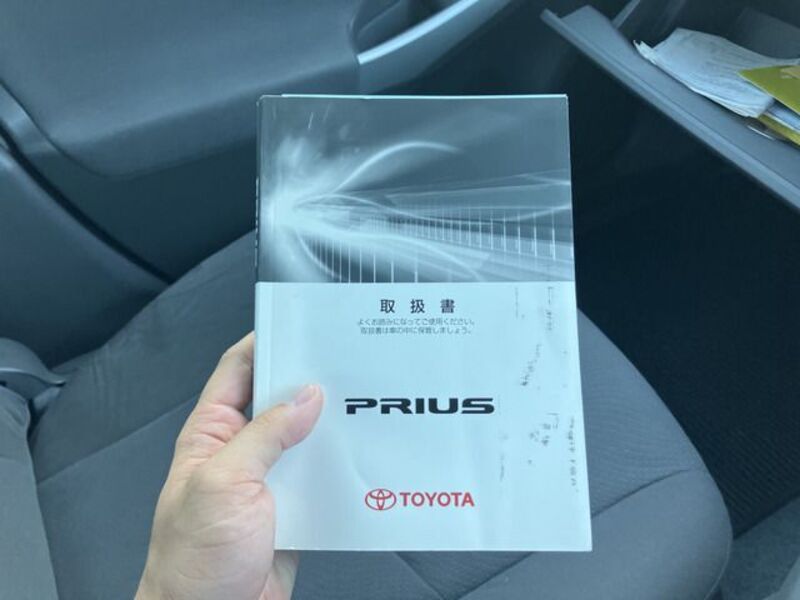 取扱書
よくお読みになってご使用ください。
取扱書は車の中に保管しましょう。
PRIUS
TOYOTA